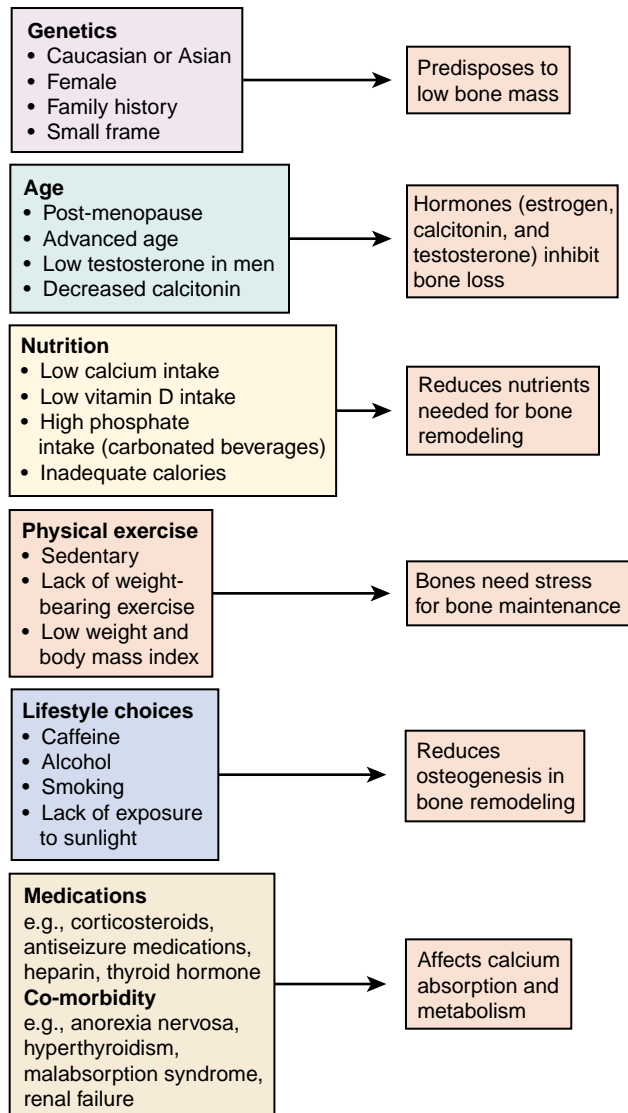 Genetics
• Caucasian or Asian
• Female
• Family history
• Small frame
Predisposes to
low bone mass
Age
• Post-menopause
• Advanced age
• Low testosterone in men
• Decreased calcitonin
Hormones (estrogen,
calcitonin, and
testosterone) inhibit
bone loss
Nutrition
• Low calcium intake
• Low vitamin D intake
• High phosphate
intake (carbonated beverages)
• Inadequate calories
Reduces nutrients
needed for bone
remodeling
Physical exercise
• Sedentary
• Lack of weight-
bearing exercise
• Low weight and
body mass index
Bones need stress
for bone maintenance
Lifestyle choices
• Caffeine
• Alcohol
• Smoking
• Lack of exposure
to sunlight
Reduces
osteogenesis in
bone remodeling
Medications
e.g., corticosteroids,
antiseizure medications,
heparin, thyroid hormone
Co-morbidity
e.g., anorexia nervosa,
hyperthyroidism,
malabsorption syndrome,
renal failure
Affects calcium
absorption and
metabolism